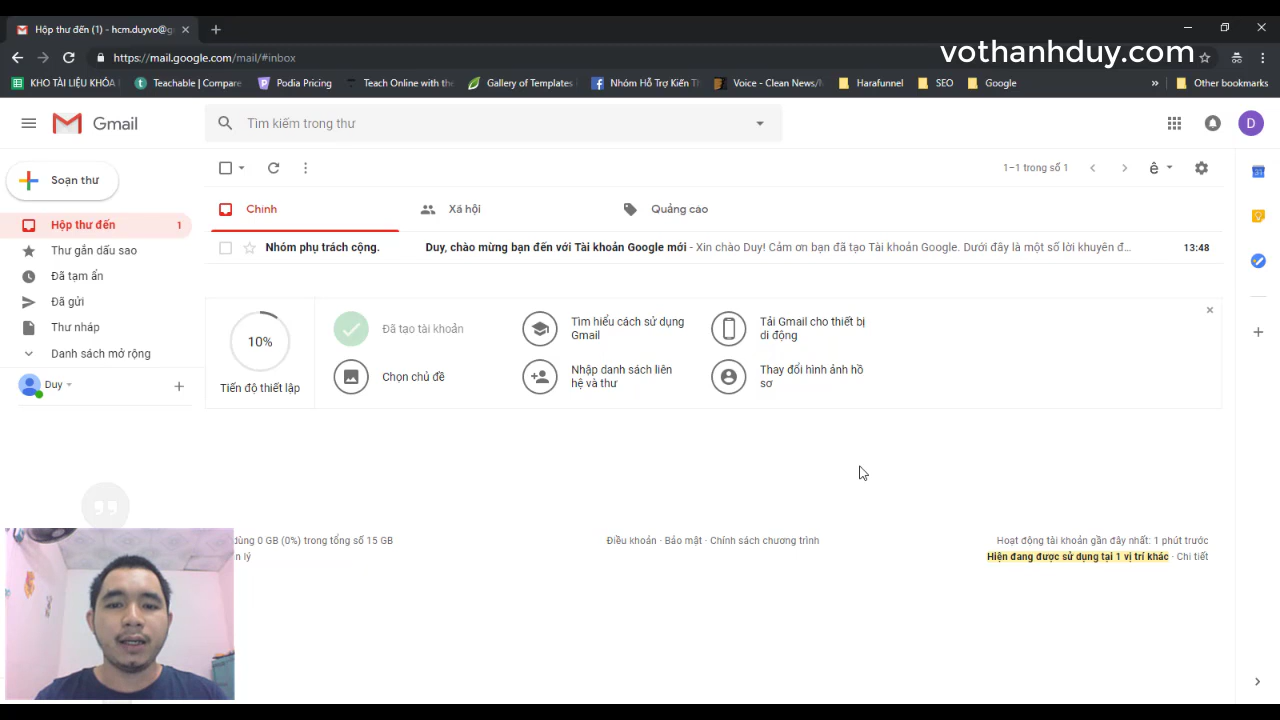 Hộp thư đến (1) - hcm.duyvo@g
vothanhduy.com
https://mail.google.com/mail/#inbox
KHO TÀI LIỆU KHÓA
Teachable | Compare
Podia Pricing
Teach Online with the
Gallery of Templates
Nhóm Hỗ Trợ Kiến Th
Voice - Clean News/M
Harafunnel
SEO
Google
»
Other bookmarks
Gmail
Tìm kiếm trong thư
D
Soạn thư
1–1 trong số 1
ê
Hộp thư đến 1
Thư gắn dấu sao
Đã tạm ẩn
Đã gửi
Thư nháp
Danh sách mở rộng
Duy
Chính
Xã hội
Quảng cáo
Nhóm phụ trách cộng. Duy, chào mừng bạn đến với Tài khoản Google mới - Xin chào Duy! Cảm ơn bạn đã tạo Tài khoản Google. Dưới đây là một số lời khuyên đ… 13:48
10%
Tiến độ thiết lập
Đã tạo tài khoản
Tìm hiểu cách sử dụng
Gmail
Tải Gmail cho thiết bị
di động
Chọn chủ đề
Nhập danh sách liên
hệ và thư
Thay đổi hình ảnh hồ
sơ
dùng 0 GB (0%) trong tổng số 15 GB
n lý
Điều khoản · Bảo mật · Chính sách chương trình
Hoạt động tài khoản gần đây nhất: 1 phút trước
Hiện đang được sử dụng tại 1 vị trí khác · Chi tiết